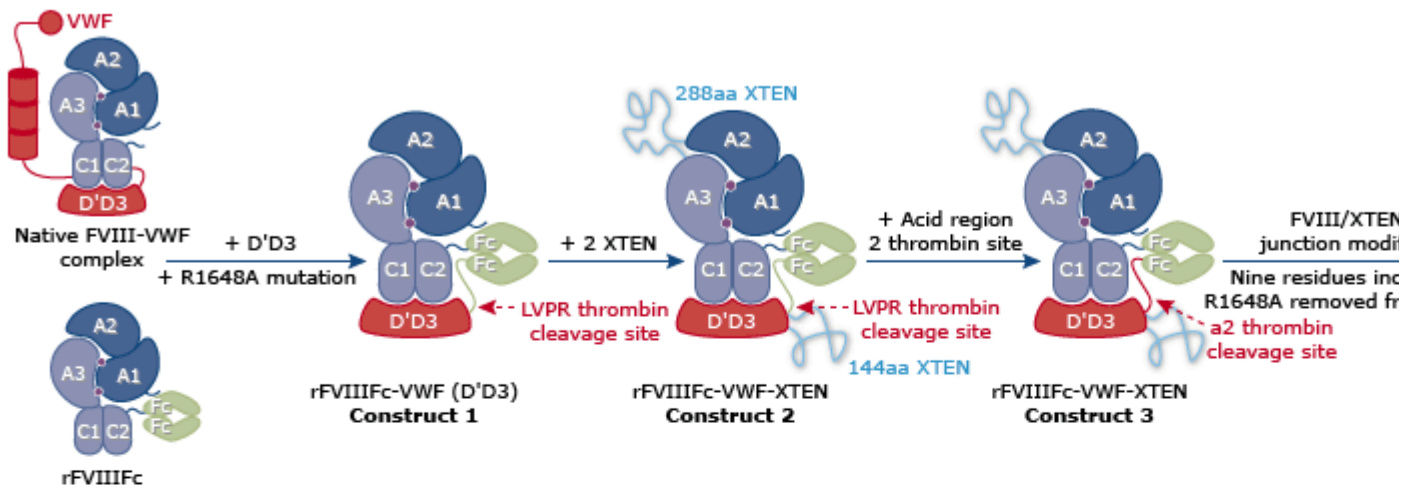 VWF
A2
A3
A1
C1 C2
D'D3
Native FVIII-VWF
complex
A2
A3
A1
Fc
Fc
C1 C2
rFVIIIFc
+ D'D3
+ R1648A mutation
A2
A3
A1
Fc
Fc
C1 C2
D'D3
LVPR thrombin
cleavage site
rFVIIIFc-VWF (D'D3)
Construct 1
+ 2 XTEN
288aa XTEN
A2
A3
A1
Fc
Fc
C1 C2
D'D3
LVPR thrombin
cleavage site
144aa XTEN
rFVIIIFc-VWF-XTEN
Construct 2
+ Acid region
2 thrombin site
A2
A3
A1
Fc
Fc
C1 C2
D'D3
a2 thrombin
cleavage site
rFVIIIFc-VWF-XTEN
Construct 3
FVIII/XTEN
junction
Nine residues
R1648A removed